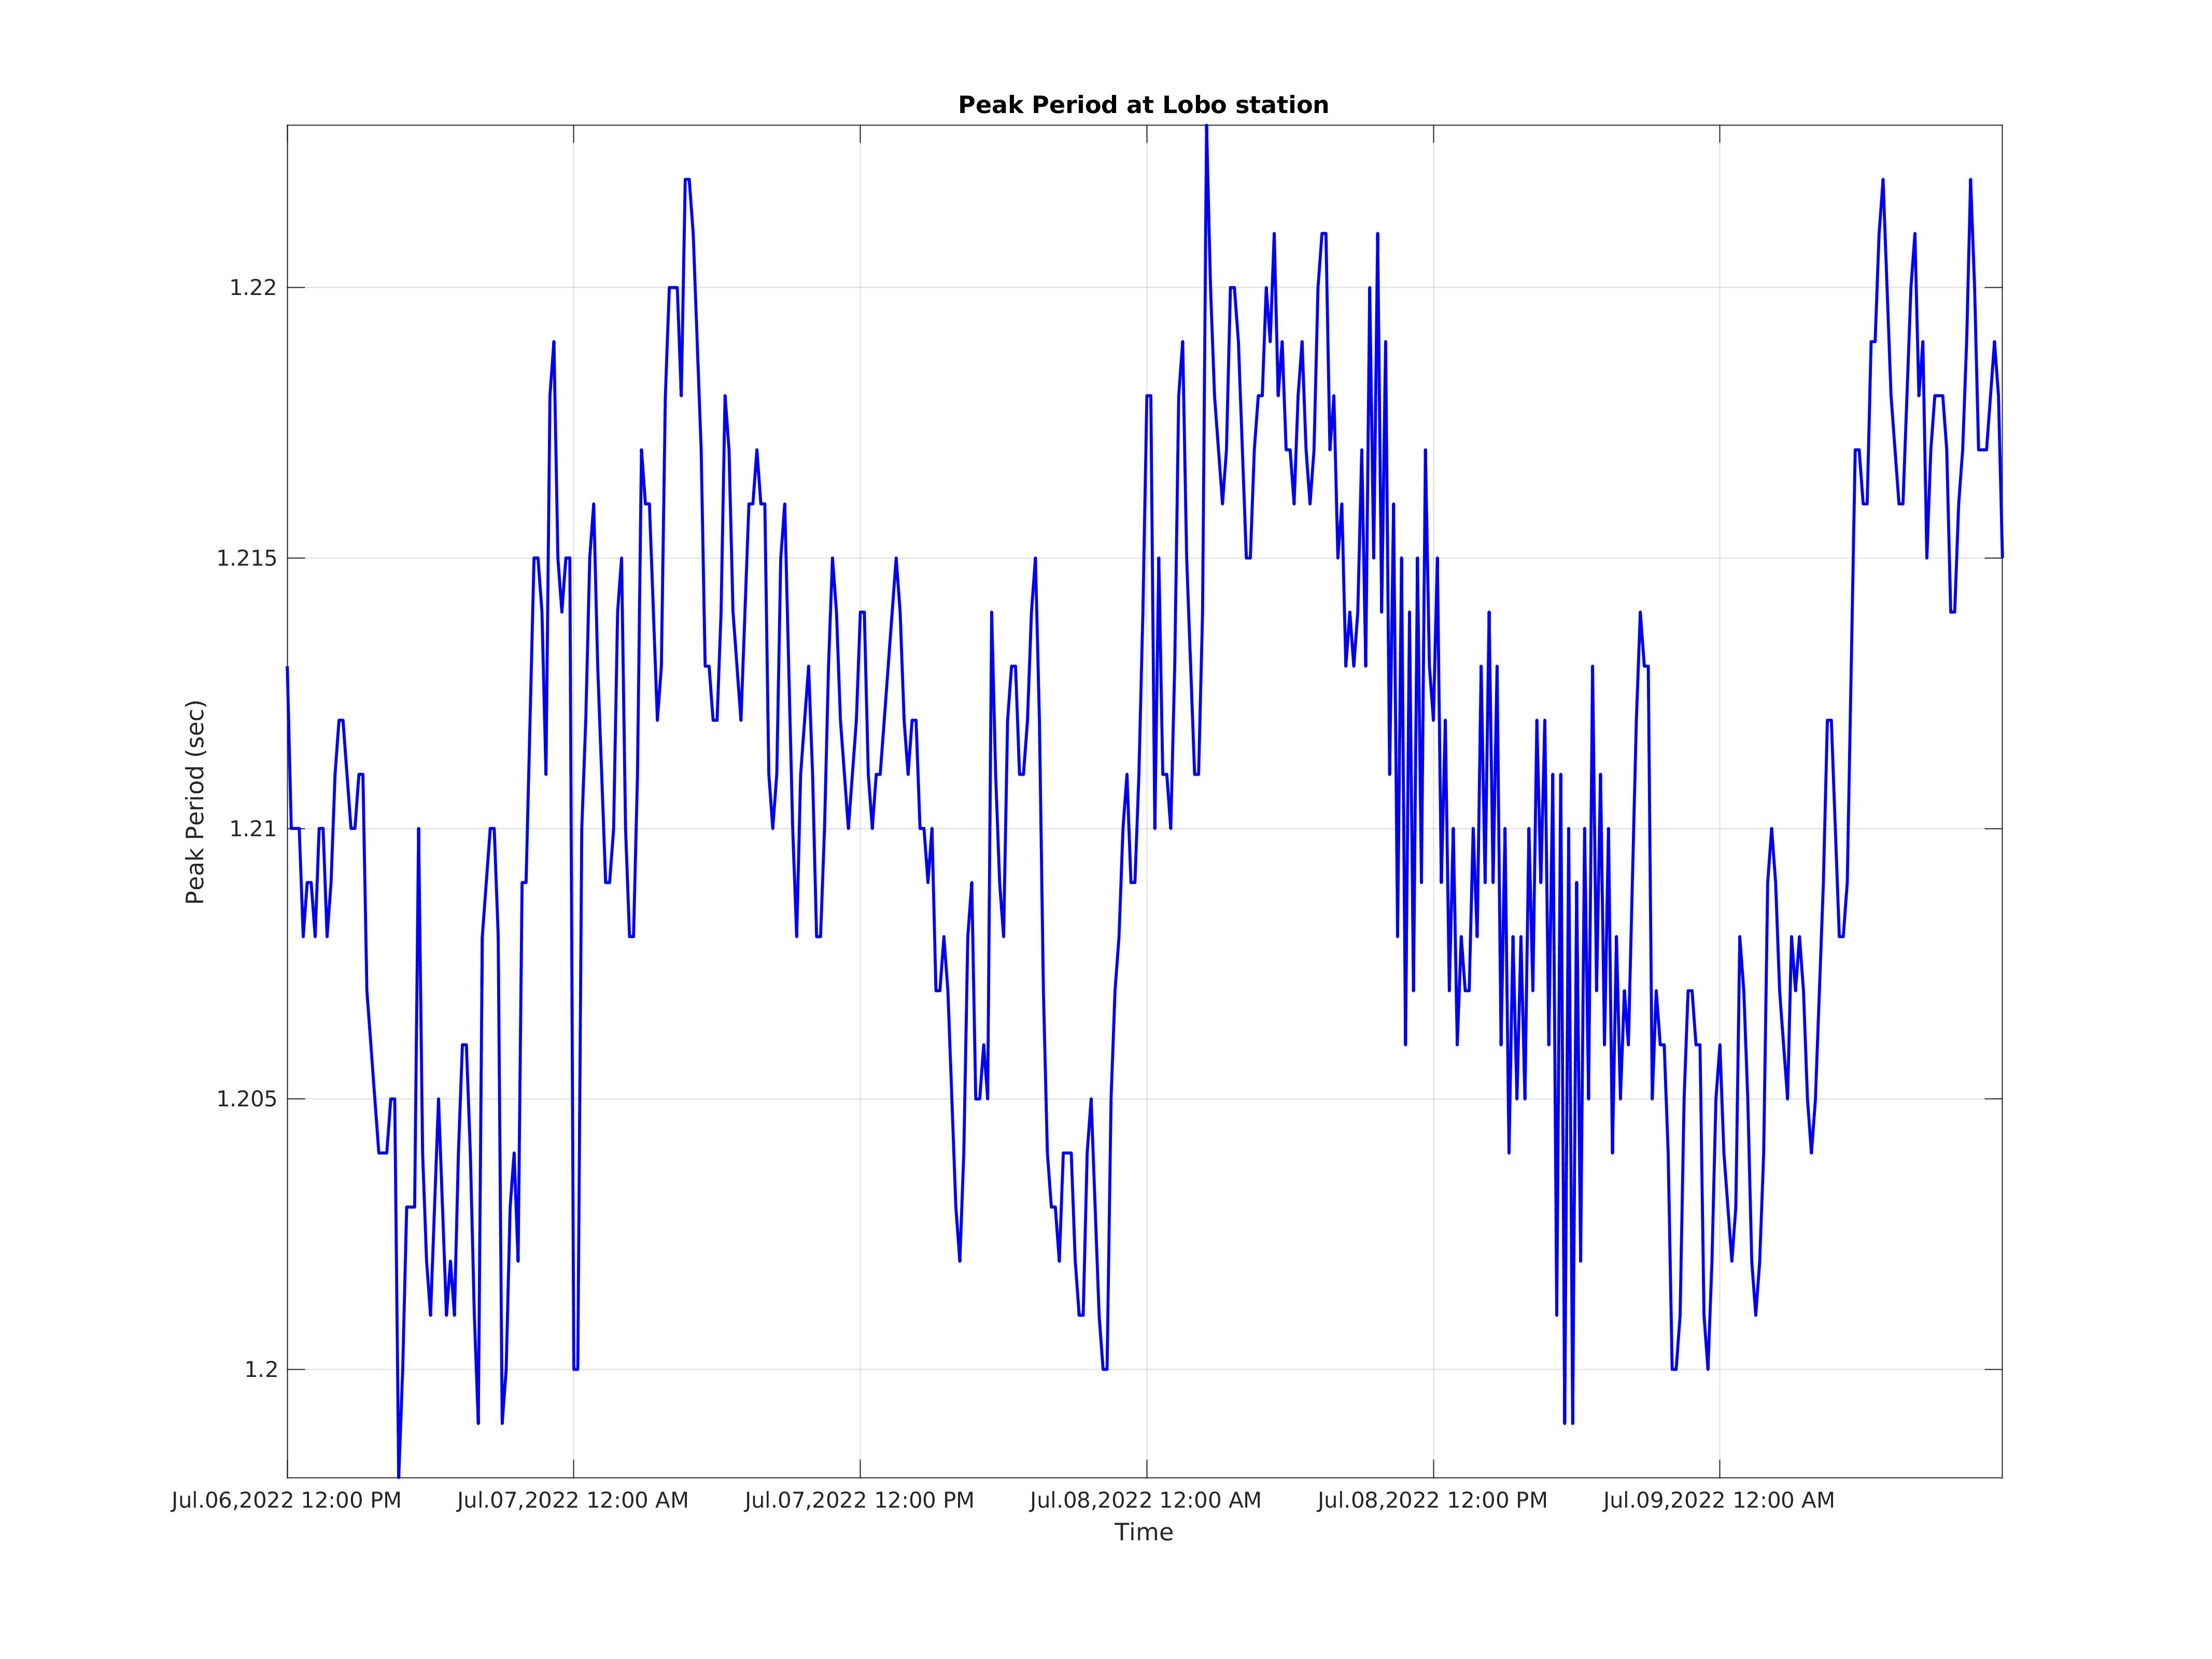 Peak Period at Lobo station
1.22
1.215
1.21
1.205
1.2
Peak Period (sec)
Jul.06,2022 12:00 PM
Jul.07,2022 12:00 AM
Jul.07,2022 12:00 PM
Jul.08,2022 12:00 AM
Jul.08,2022 12:00 PM
Jul.09,2022 12:00 AM
Time